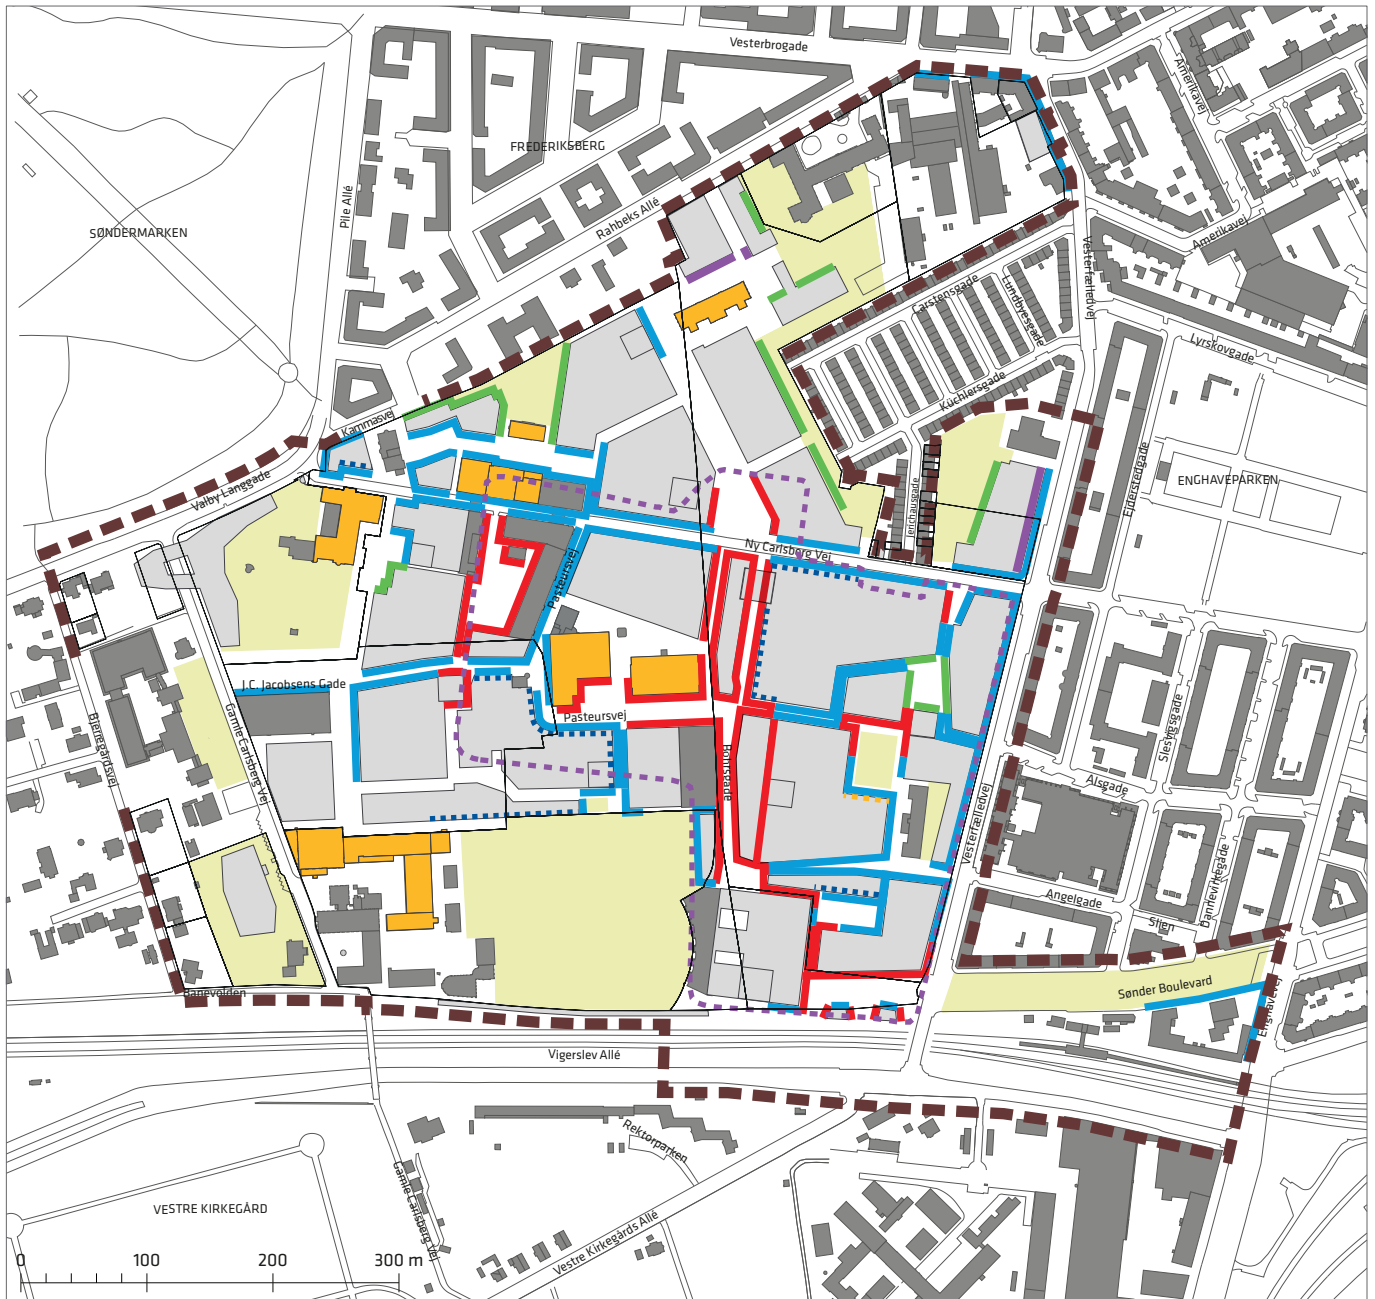 Vesterbrogade
Amerikavej
FREDERIKSBERG
Pile Allé
Rahbeks Allé
SØNDERMARKEN
Amerikavej
Vesterfælledvej
Carstensgade
Lundbyesgade
Lyrskovgade
Küchlersgade
Kammasvej
Ejderstedgade
ENGHAVEPARKEN
Valby Langgade
Jerichausgade
Ny Carlsberg Vej
Pasteursvej
J.C. Jacobsens Gade
Gamle Carlsberg Vej
Bjerregårdsvej
Pasteursvej
Bohrsgade
Slesvigsgade
Alsgade
Vesterfælledvej
Dannevirkegade
Angelgade
Slien
Banevolden
Sønder Boulevard
Enghavevej
Vigerslev Allé
Rektorparken
Gamle Carlsberg Vej
VESTRE KIRKEGÅRD
Vestre Kirkegårds Allé
0 100 200 300 m